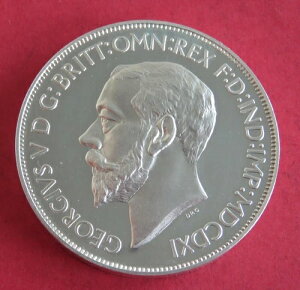 GEORGIVS V D G: BRITT: OMN: REX F: D: IND: IMP: MDCDXI